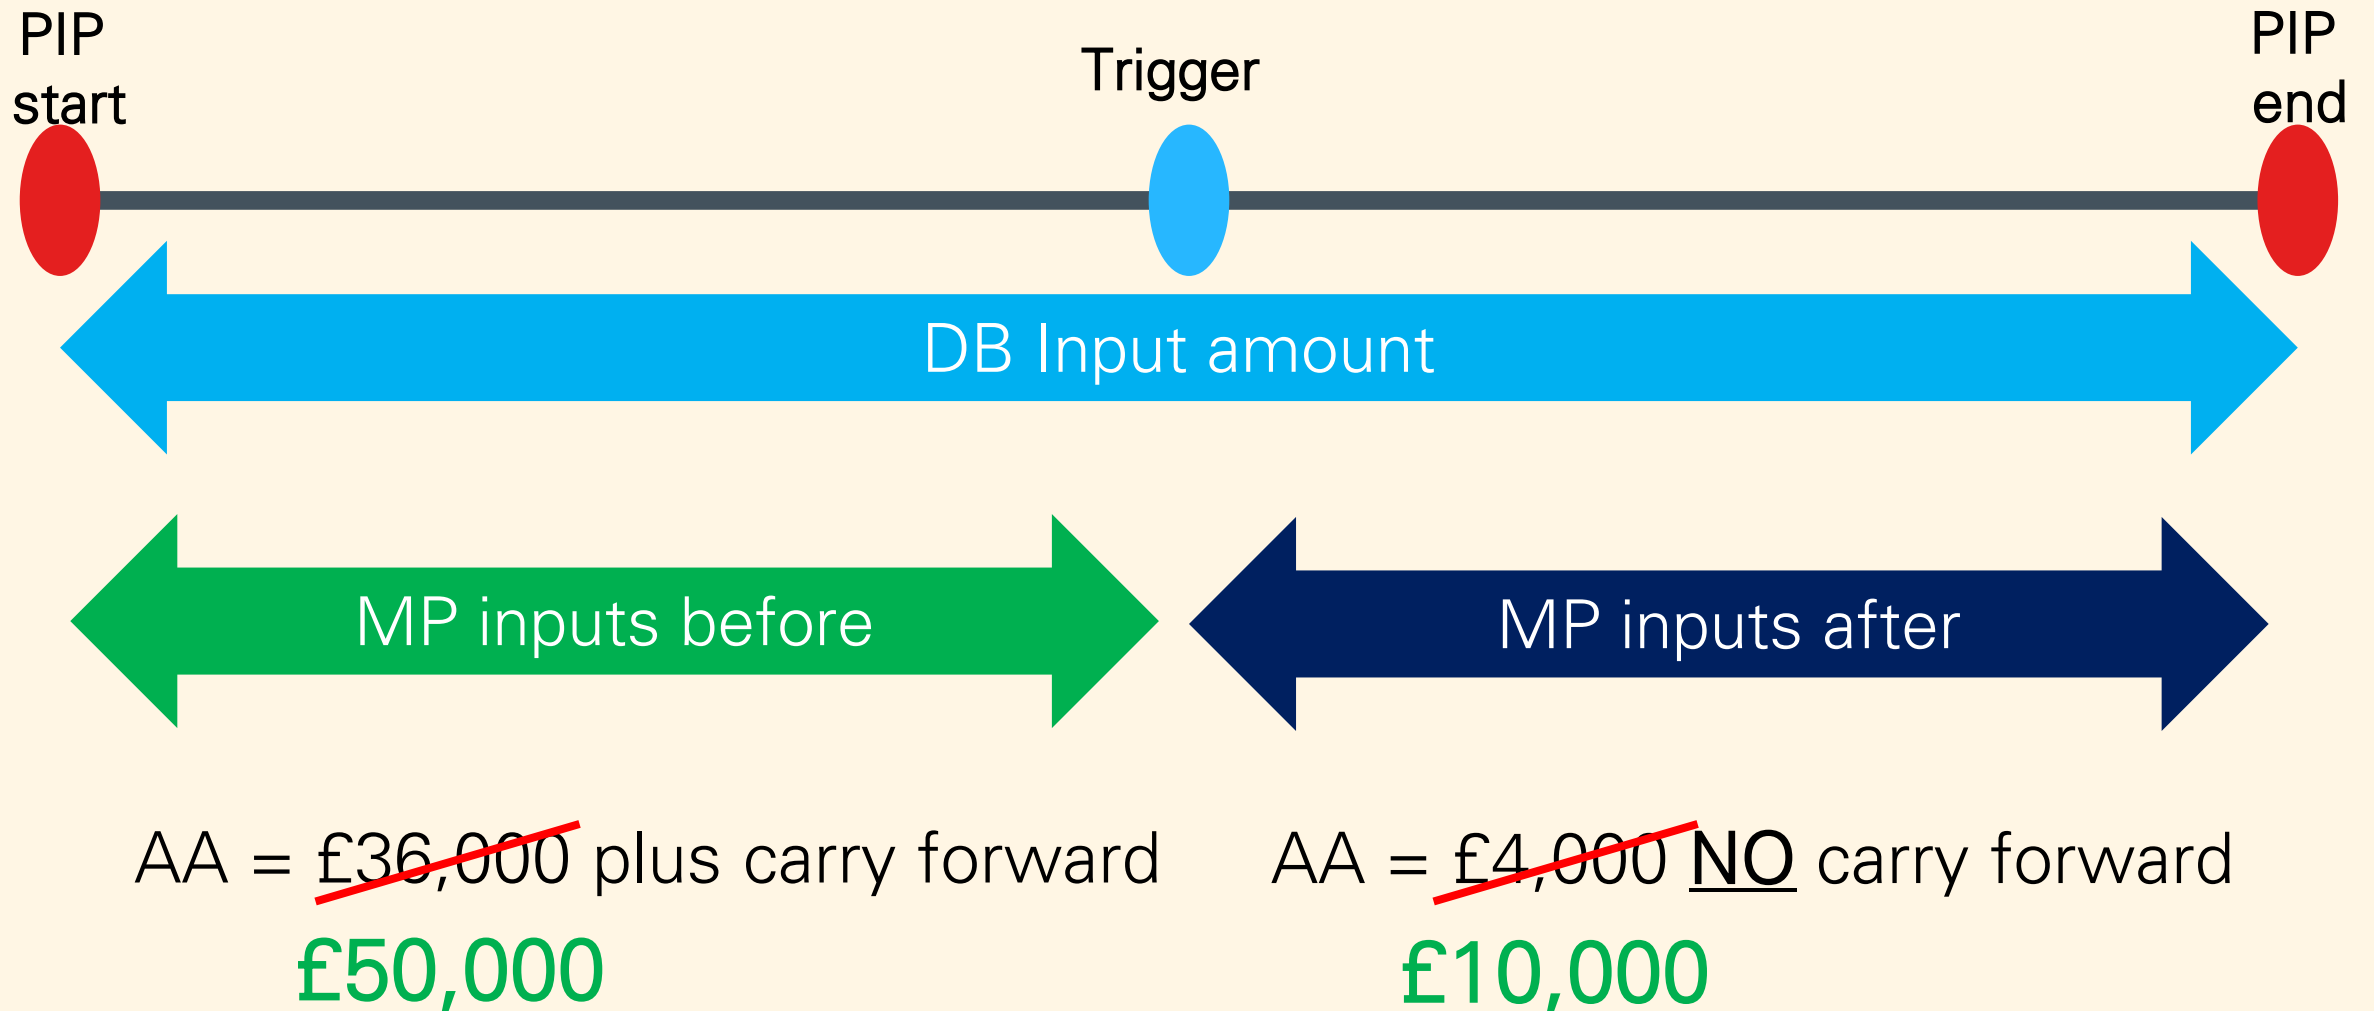 PIP
start
Trigger
PIP
end
DB Input amount
MP inputs before
MP inputs after
AA = £36,000 plus carry forward
AA = £4,000 NO carry forward
£50,000
£10,000